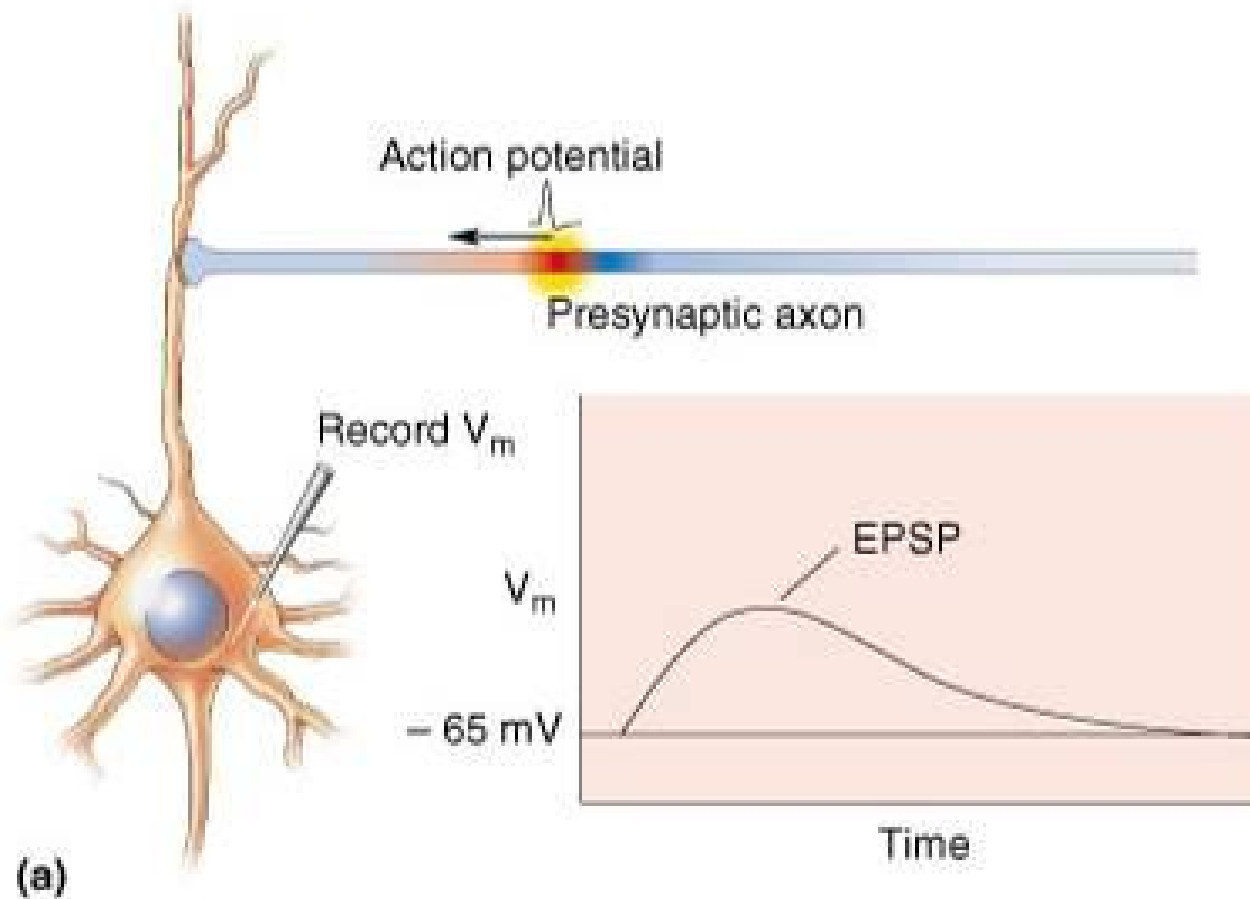 Action potential
Presynaptic axon
Record Vm
EPSP
Vm
– 65 mV
Time
(a)